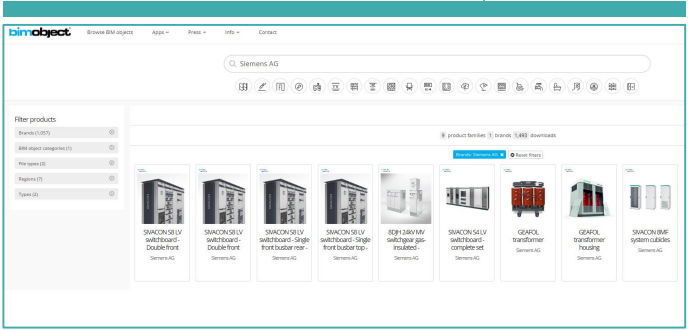 bimobject
Browse BIM objects
Apps
Press
Info
Contact
Siemens AG
Filter products
Brands (1,057)
BIM object categories (1)
File types (3)
Regions (7)
Types (2)
9 product families 1 brands 1,493 downloads
Brands: Siemens AG
Reset filters
SIVACON S8 LV
switchboard -
Double front
Siemens AG
SIVACON S8 LV
switchboard -
Double front
Siemens AG
SIVACON S8 LV
switchboard - Single
front busbar rear -
Siemens AG
SIVACON S8 LV
switchboard - Single
front busbar top -
Siemens AG
8DJH 24kV MV
switchgear gas-
insulated -
Siemens AG
SIVACON S4 LV
switchboard -
complete set
Siemens AG
GEAFOL
transformer
Siemens AG
GEAFOL
transformer
housing
Siemens AG
SIVACON 8MF
system cubicles
Siemens AG